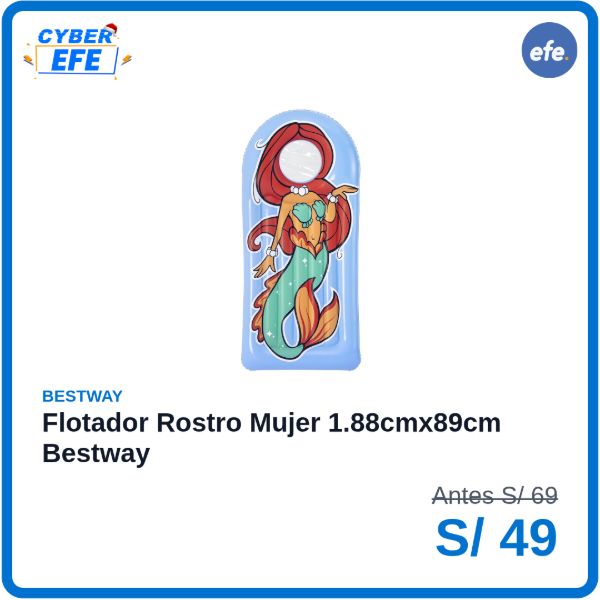 CYBER
EFE
efe.
BESTWAY
Flotador Rostro Mujer 1.88cmx89cm
Bestway
Antes S/ 69
S/ 49